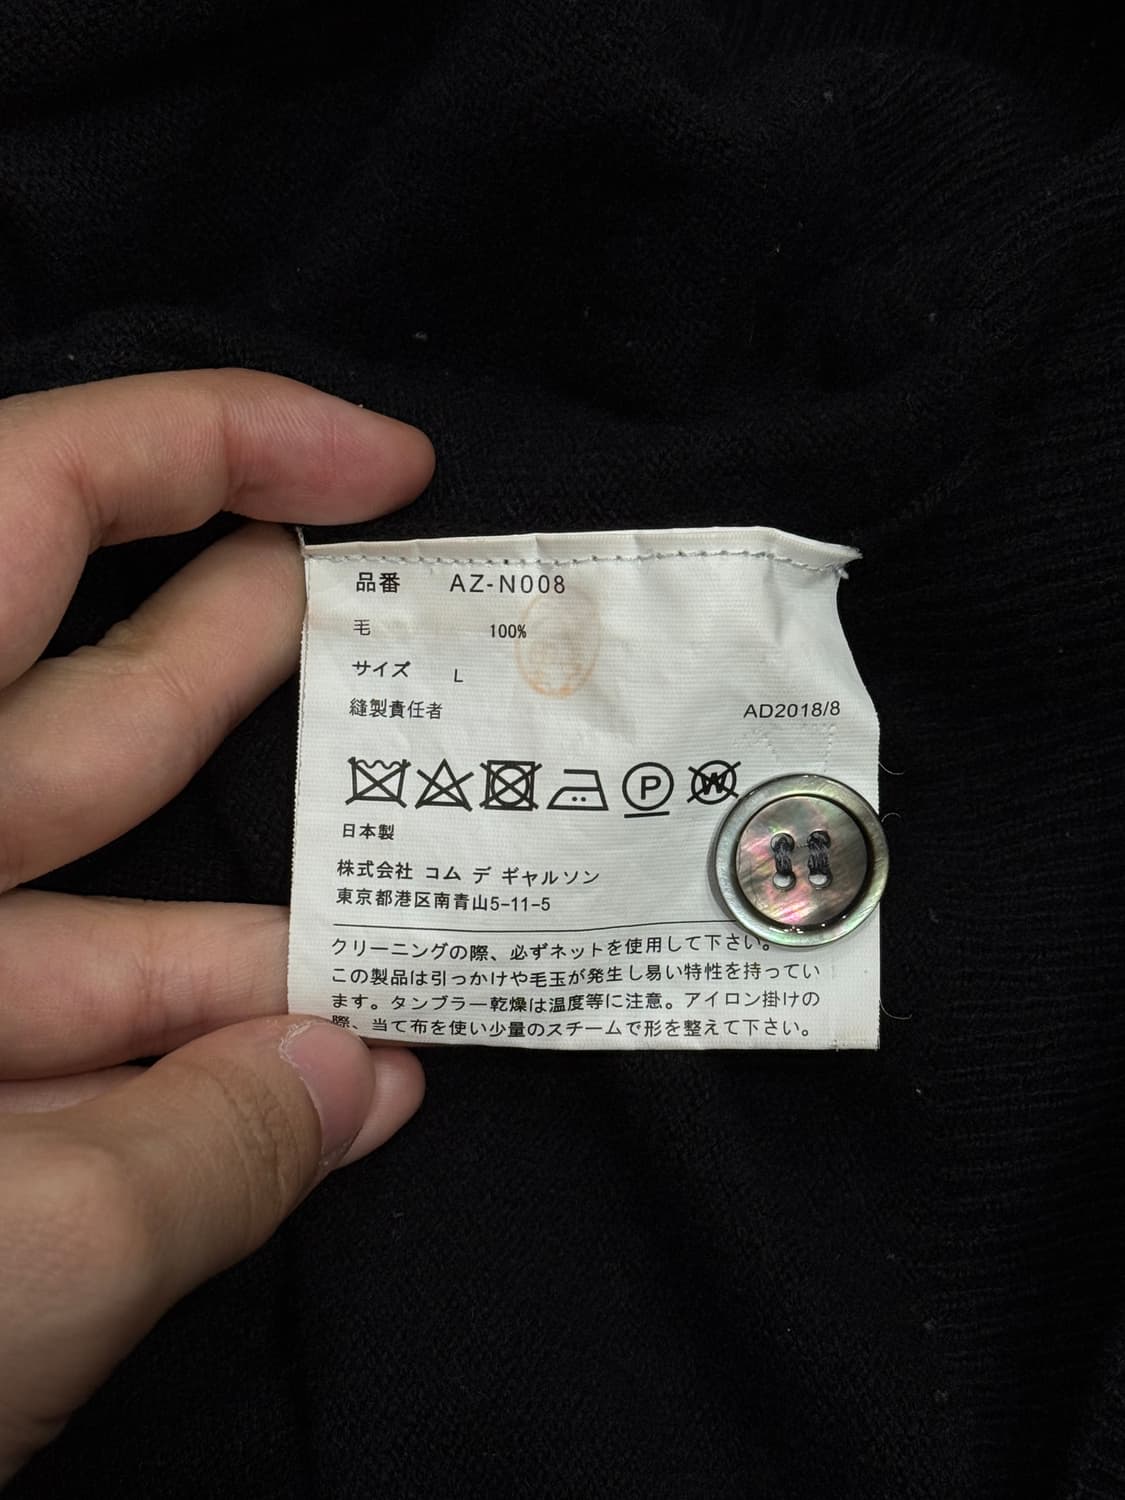 品番 AZ-N008
毛 100%
サイズ L
縫製責任者
AD2018/8
P W
日本製
株式会社 コム デ ギャルソン
東京都港区南青山5-11-5
クリーニングの際、必ずネットを使用して下さい。
この製品は引っかけや毛玉が発生し易い特性を持ってい
ます。タンブラー乾燥は温度等に注意。アイロン掛けの
際、当て布を使い少量のスチームで形を整えて下さい。